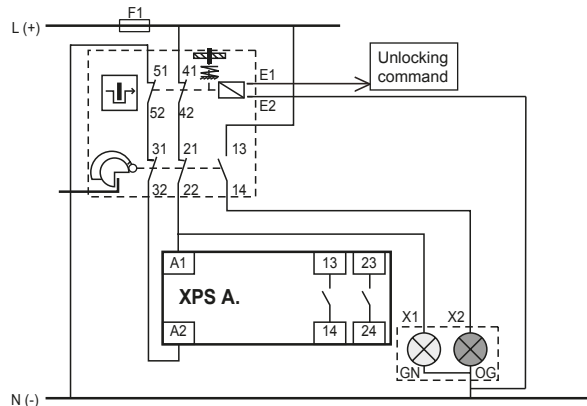 F1
L (+)
Unlocking
command
51 41 E1
E2
52 42
31 21 13
32 22 14
A1 13 23
XPS A.
A2 14 24
X1 X2
GN OG
N (-)